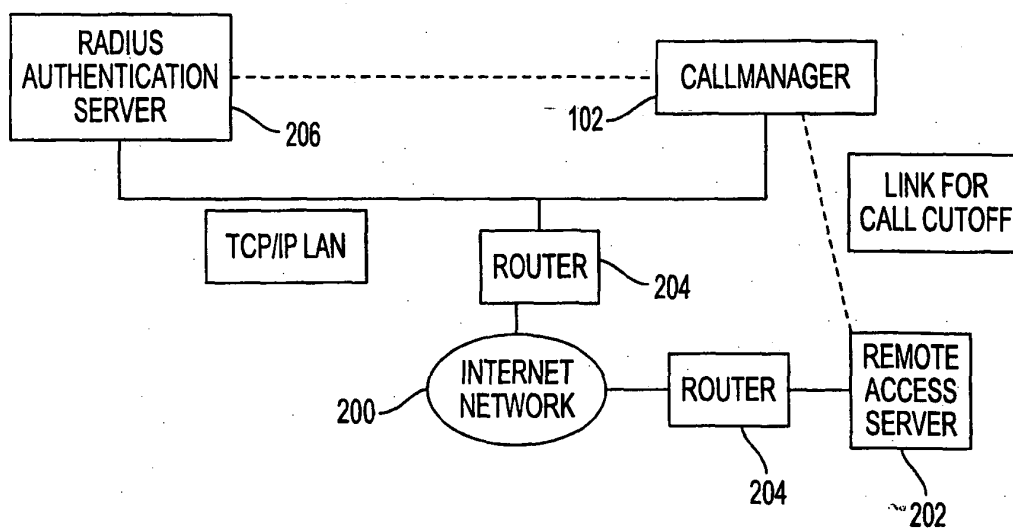 RADIUS
AUTHENTICATION
SERVER
206
CALLMANAGER
102
LINK FOR
CALL CUTOFF
TCP/IP LAN
ROUTER
204
INTERNET
NETWORK
200
ROUTER
204
REMOTE
ACCESS
SERVER
202